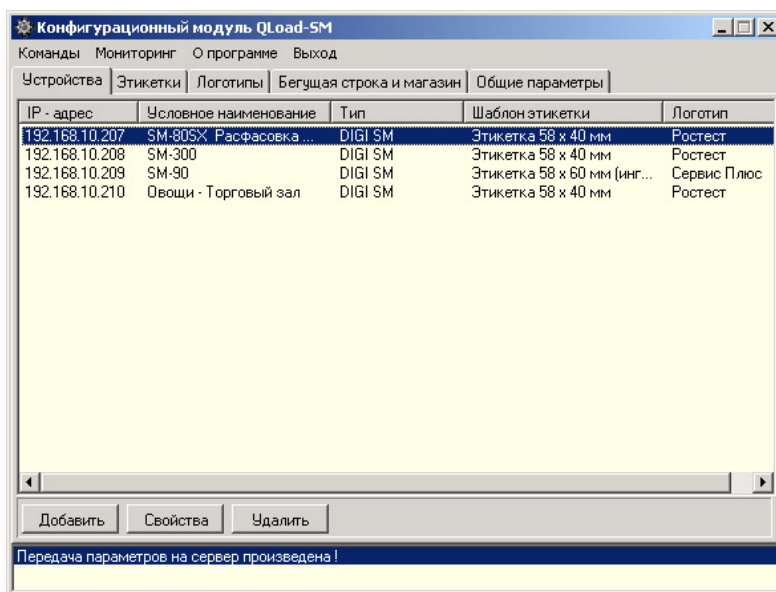 Конфигурационный модуль QLoad-SM
Команды Мониторинг О программе Выход
Устройства Этикетки Логотипы Бегущая строка и магазин Общие параметры
IP - адрес Условное наименование Тип Шаблон этикетки Логотип
192.168.10.207 SM-80SX Расфасовка ... DIGI SM Этикетка 58 x 40 мм Ростест
192.168.10.208 SM-300 DIGI SM Этикетка 58 x 40 мм Ростест
192.168.10.209 SM-90 DIGI SM Этикетка 58 x 60 мм (инг... Сервис Плюс
192.168.10.210 Овощи - Торговый зал DIGI SM Этикетка 58 x 40 мм Ростест
Добавить Свойства Удалить
Передача параметров на сервер произведена !